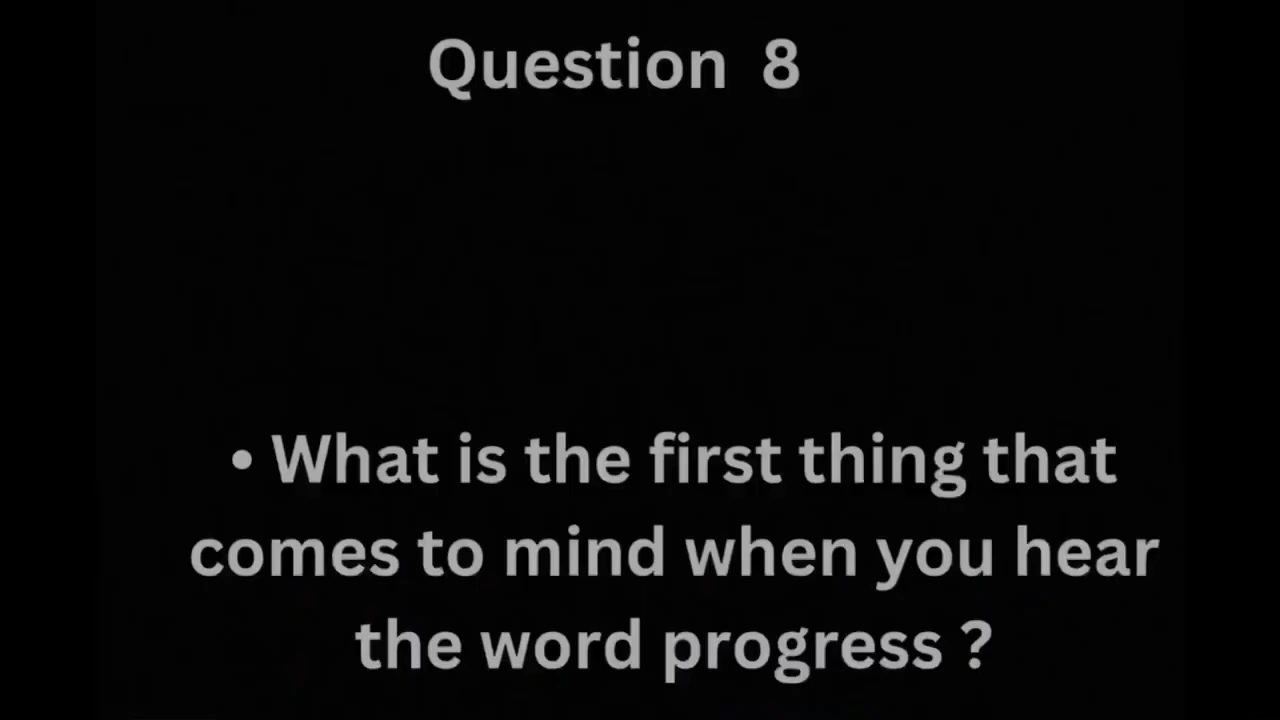 Question 8
• What is the first thing that
comes to mind when you hear
the word progress ?